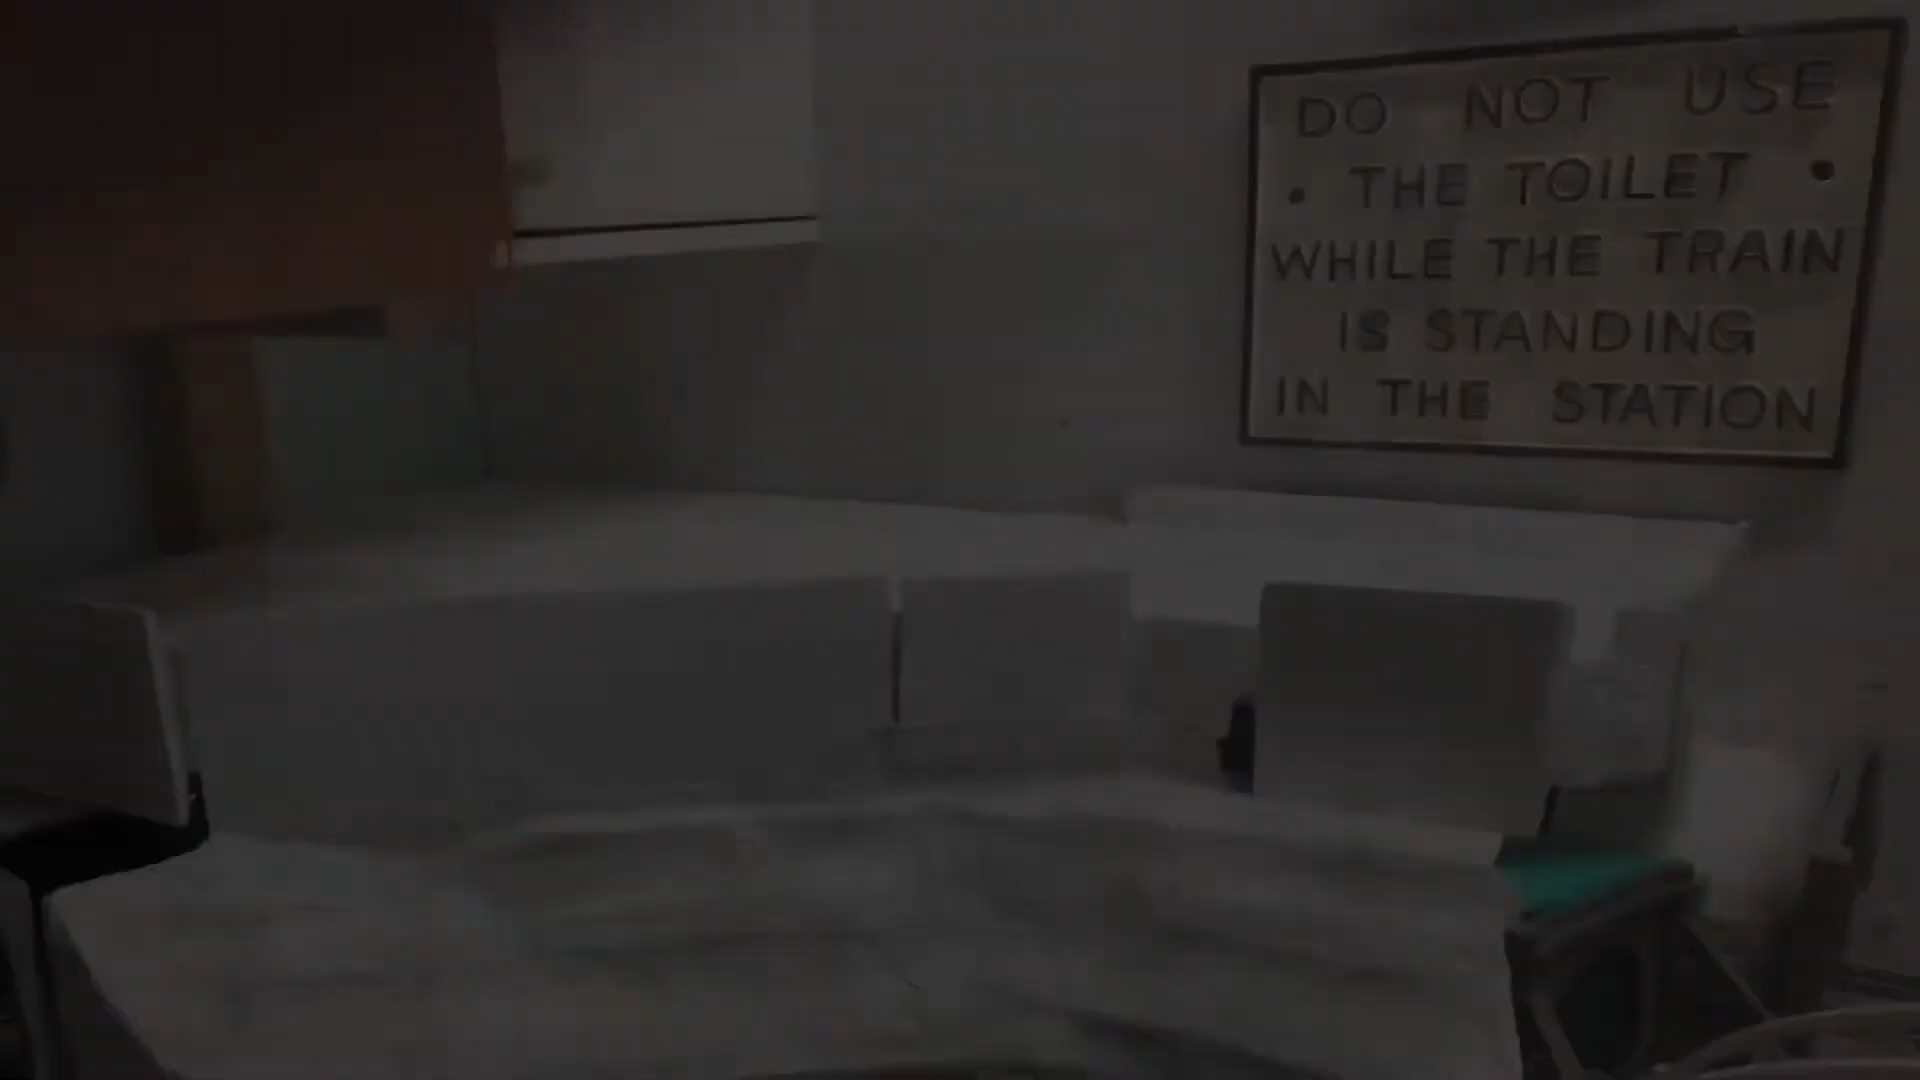 DO NOT USE
• THE TOILET •
WHILE THE TRAIN
IS STANDING
IN THE STATION